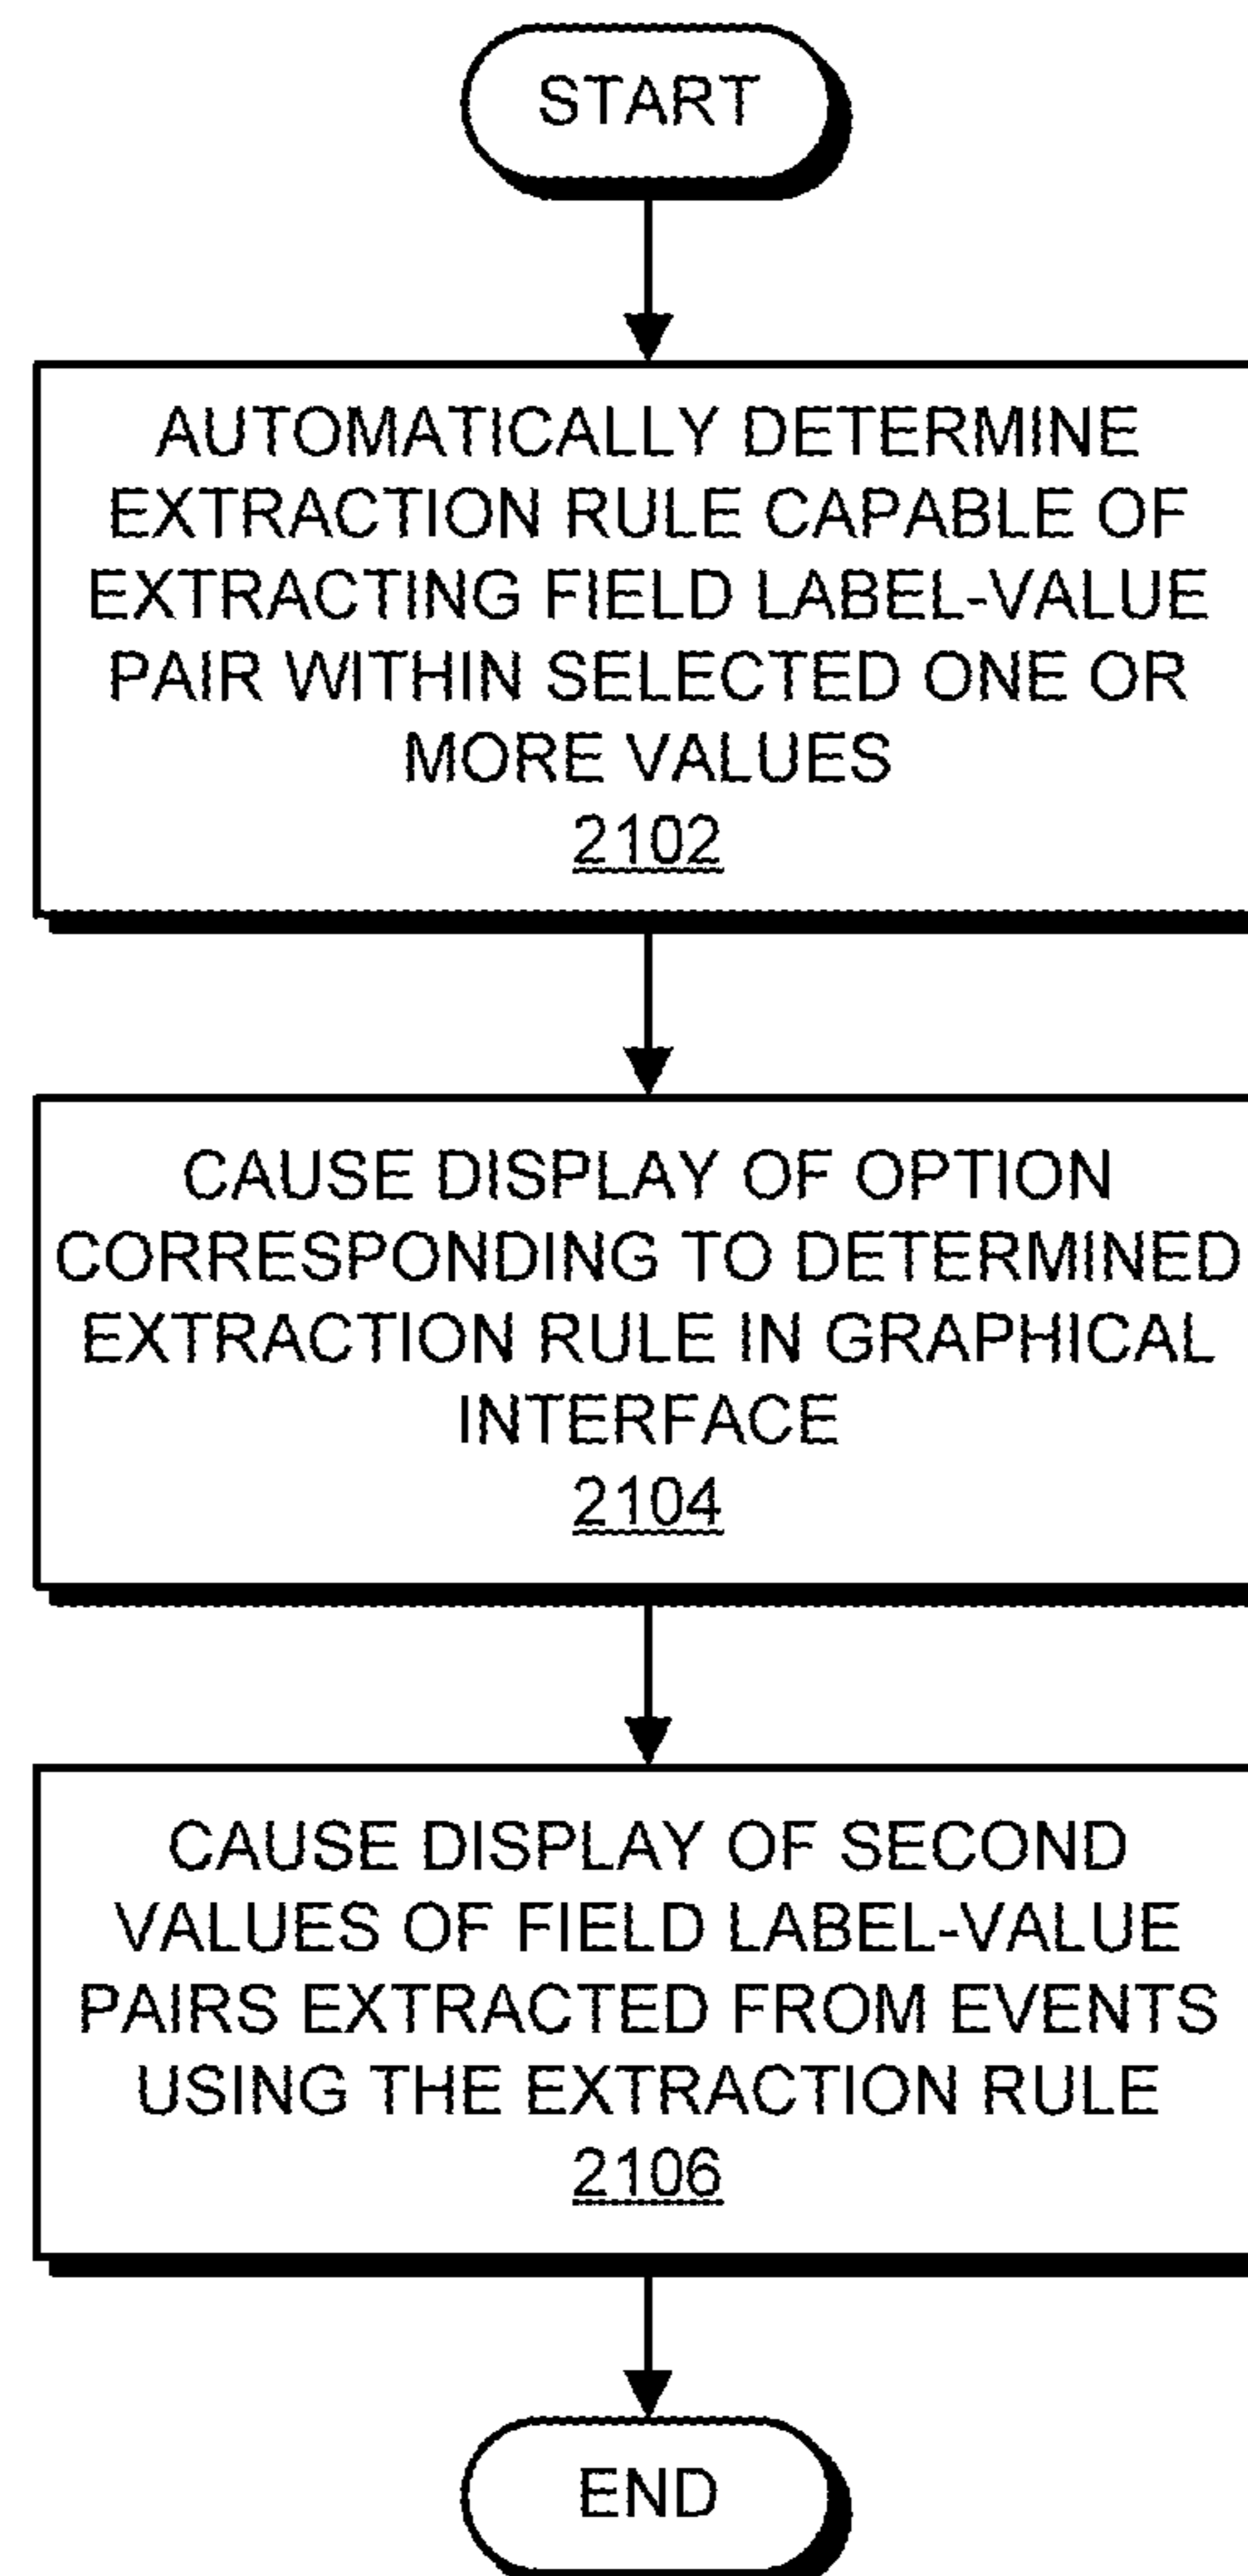 START
AUTOMATICALLY DETERMINE
EXTRACTION RULE CAPABLE OF
EXTRACTING FIELD LABEL-VALUE
PAIR WITHIN SELECTED ONE OR
MORE VALUES
2102
CAUSE DISPLAY OF OPTION
CORRESPONDING TO DETERMINED
EXTRACTION RULE IN GRAPHICAL
INTERFACE
2104
CAUSE DISPLAY OF SECOND
VALUES OF FIELD LABEL-VALUE
PAIRS EXTRACTED FROM EVENTS
USING THE EXTRACTION RULE
2106
END